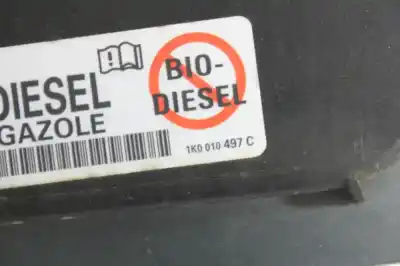 BIO-
DIESEL
DIESEL
GAZOLE
1K0 010 497 C